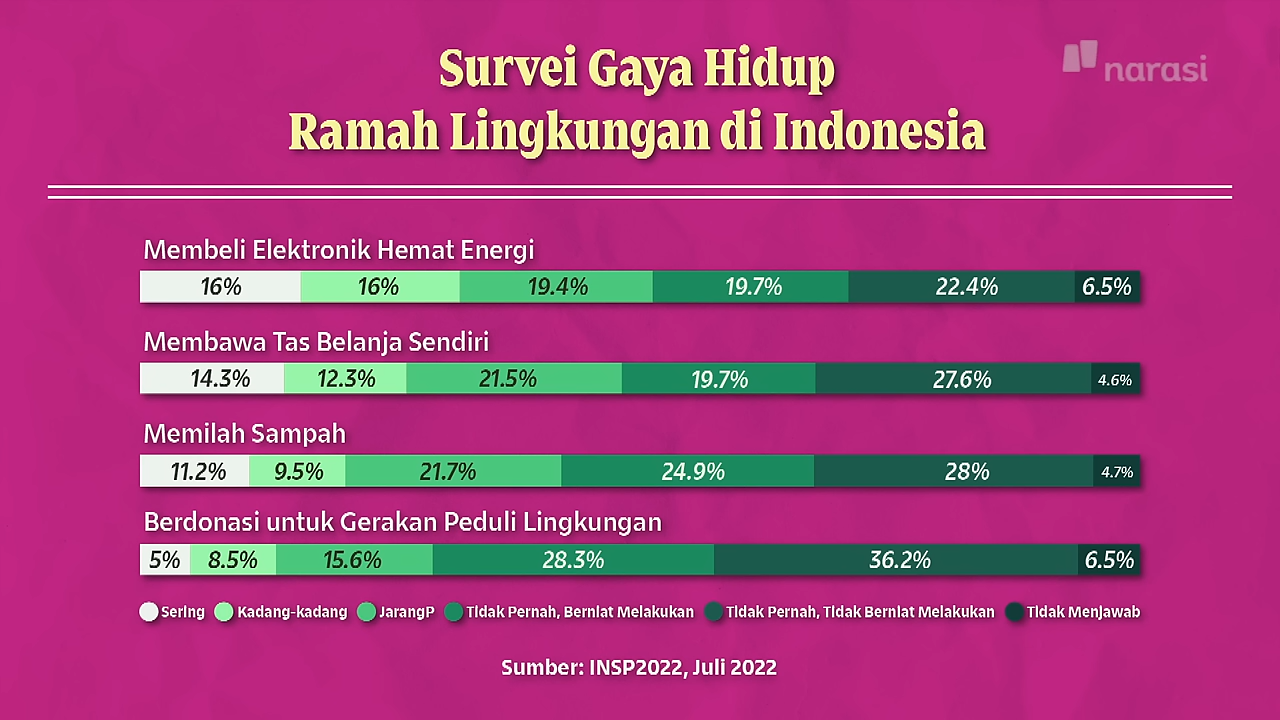 narasi
Survei Gaya Hidup
Ramah Lingkungan di Indonesia
Membeli Elektronik Hemat Energi
16% 16% 19.4% 19.7% 22.4% 6.5%
Membawa Tas Belanja Sendiri
14.3% 12.3% 21.5% 19.7% 27.6% 4.6%
Memilah Sampah
11.2% 9.5% 21.7% 24.9% 28% 4.7%
Berdonasi untuk Gerakan Peduli Lingkungan
5% 8.5% 15.6% 28.3% 36.2% 6.5%
Sering Kadang-kadang JarangP Tidak Pernah, Berniat Melakukan Tidak Pernah, Tidak Berniat Melakukan Tidak Menjawab
Sumber: INSP2022, Juli 2022